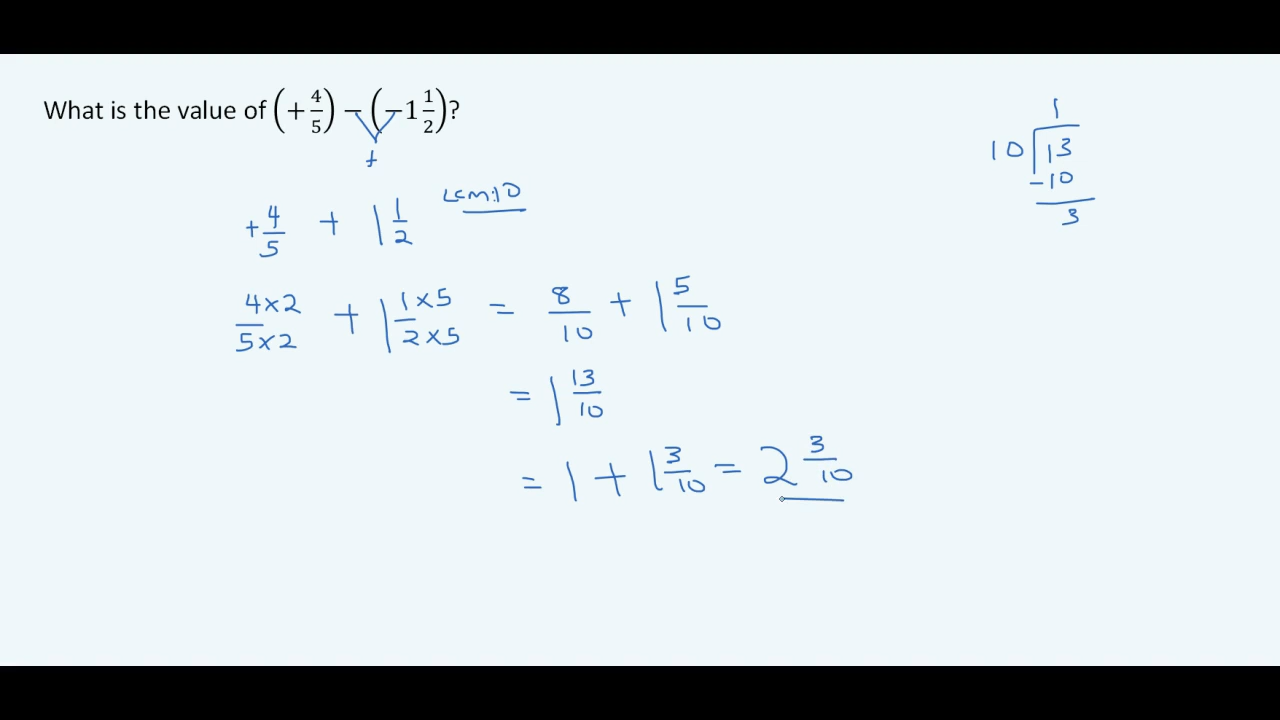 What is the value of (+4/5) − (−1 1/2)?
+
+4/5 + 1 1/2 LCM:10
4×2/5×2 + 1 1×5/2×5 = 8/10 + 1 5/10
= 1 13/10
= 1 + 1 3/10 = 2 3/10
1
10 13
−10
3